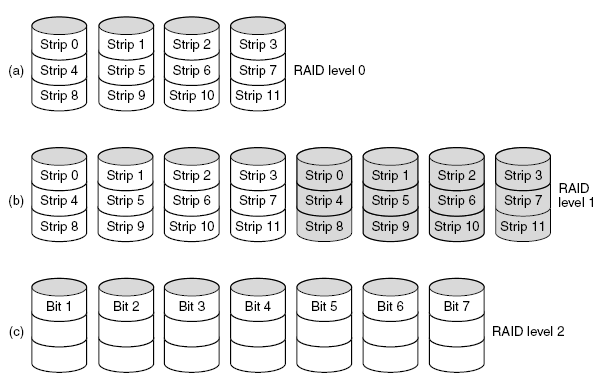 Strip 0 Strip 1 Strip 2 Strip 3
(a) Strip 4 Strip 5 Strip 6 Strip 7 RAID level 0
Strip 8 Strip 9 Strip 10 Strip 11
Strip 0 Strip 1 Strip 2 Strip 3 Strip 0 Strip 1 Strip 2 Strip 3
(b) Strip 4 Strip 5 Strip 6 Strip 7 Strip 4 Strip 5 Strip 6 Strip 7 RAID level 1
Strip 8 Strip 9 Strip 10 Strip 11 Strip 8 Strip 9 Strip 10 Strip 11
Bit 1 Bit 2 Bit 3 Bit 4 Bit 5 Bit 6 Bit 7
(c) RAID level 2